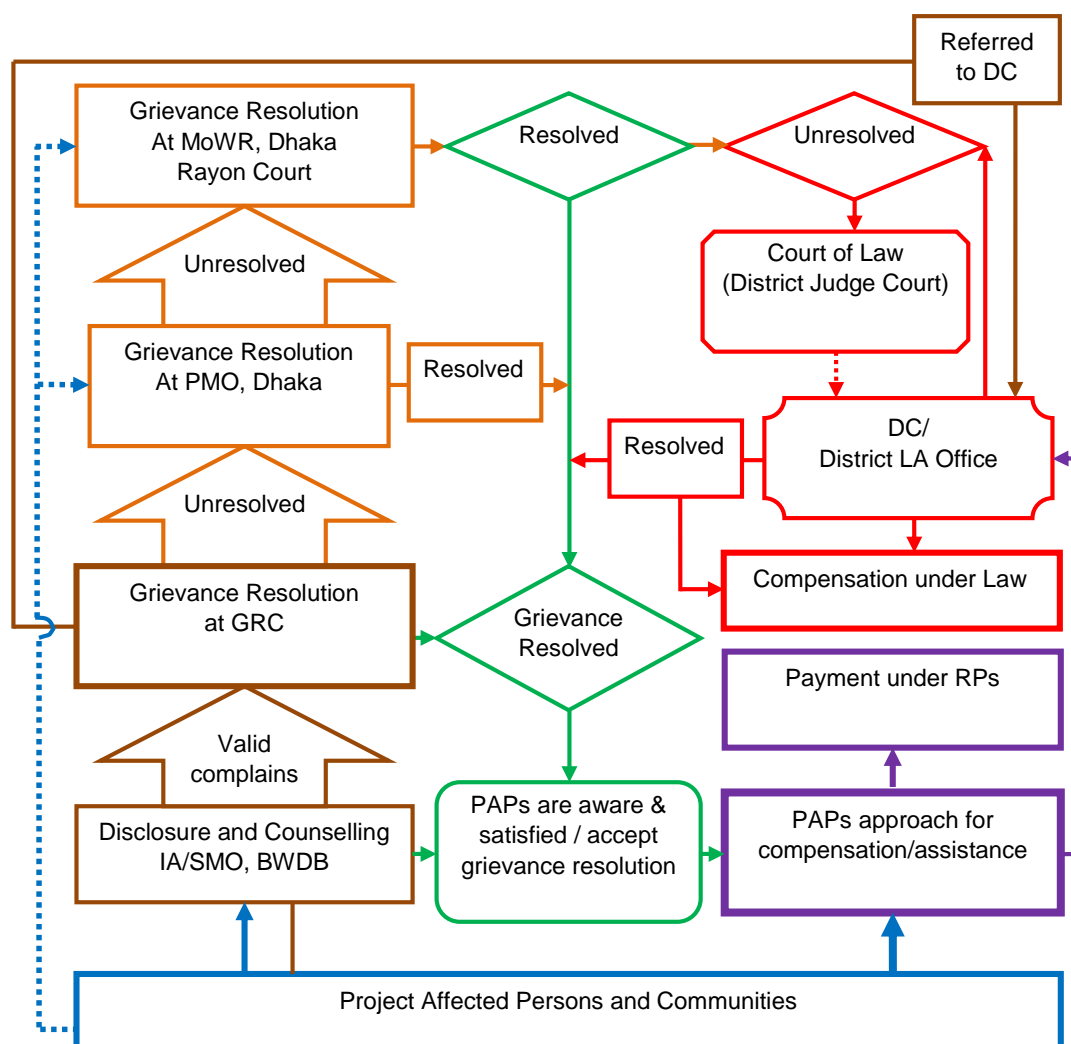 Referred
to DC
Grievance Resolution
At MoWR, Dhaka
Rayon Court
Resolved
Unresolved
Unresolved
Court of Law
(District Judge Court)
Grievance Resolution
At PMO, Dhaka
Resolved
DC/
District LA Office
Resolved
Unresolved
Grievance Resolution
at GRC
Grievance
Resolved
Compensation under Law
Payment under RPs
Valid
complains
Disclosure and Counselling
IA/SMO, BWDB
PAPs are aware &
satisfied / accept
grievance resolution
PAPs approach for
compensation/assistance
Project Affected Persons and Communities